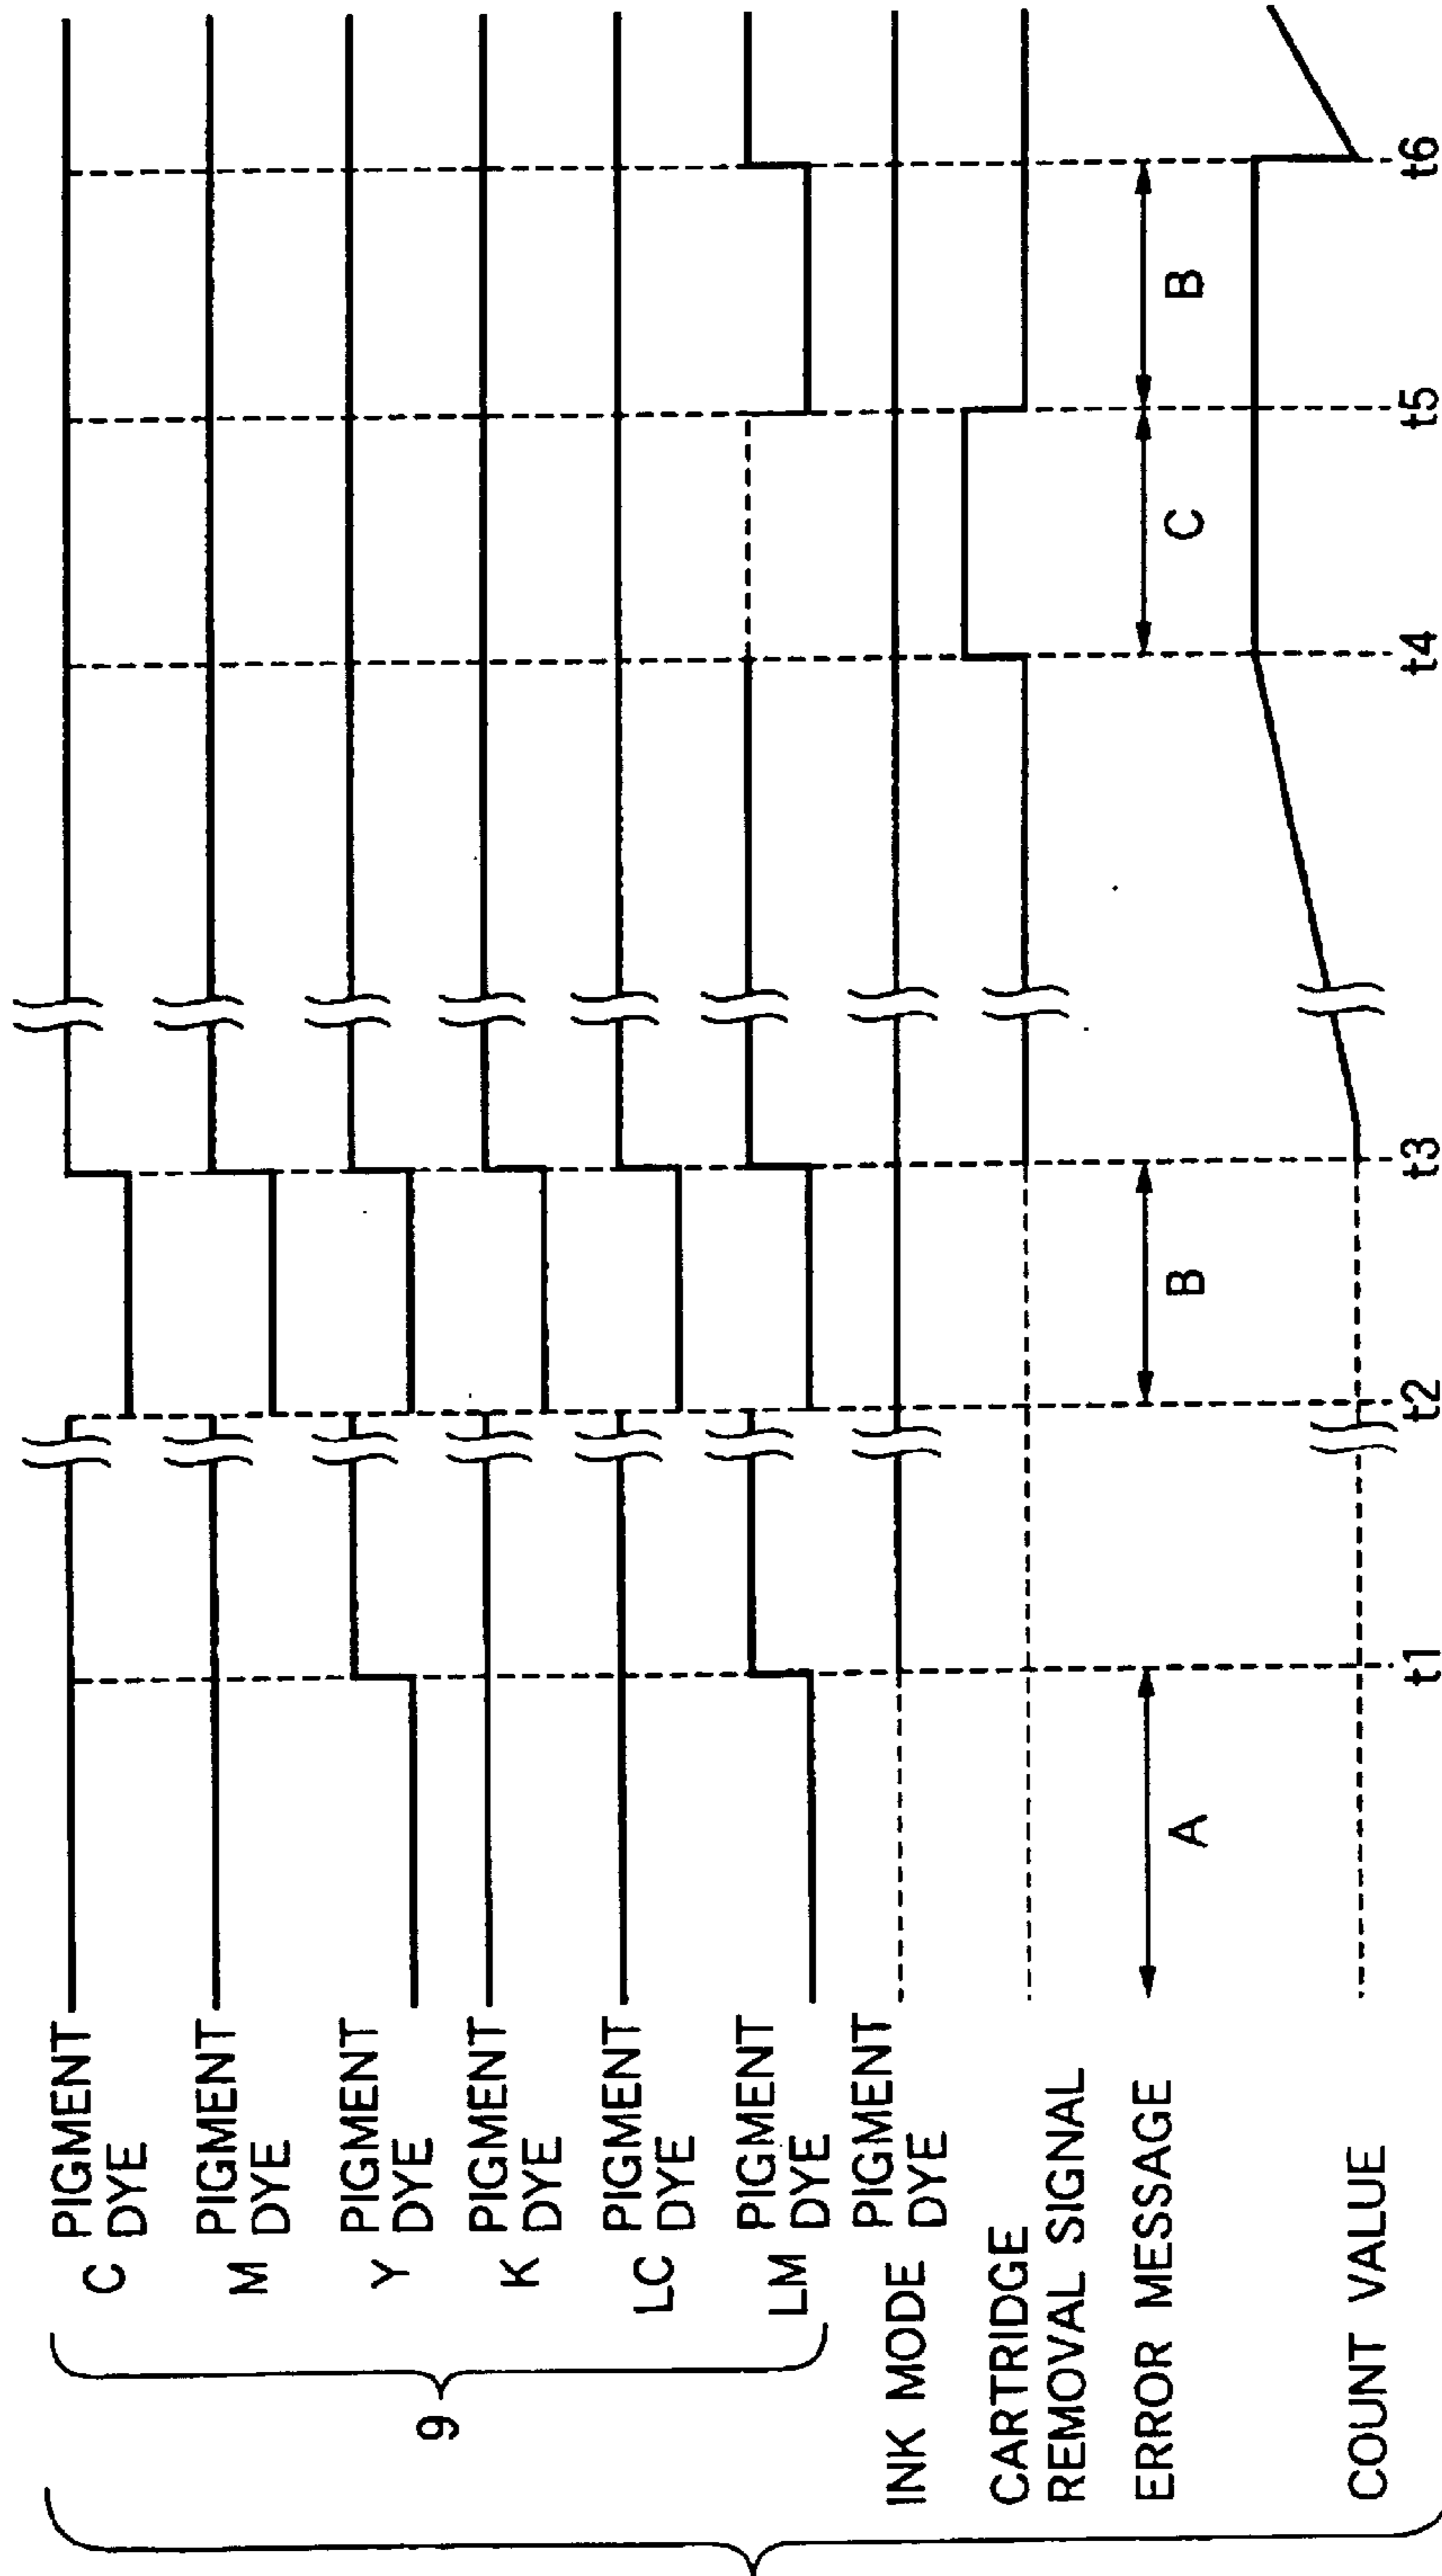 C PIGMENT
DYE
M PIGMENT
DYE
Y PIGMENT
DYE
K PIGMENT
DYE
LC PIGMENT
DYE
LM PIGMENT
DYE
9
INK MODE PIGMENT
DYE
CARTRIDGE
REMOVAL SIGNAL
ERROR MESSAGE
A
B
C
B
COUNT VALUE
t1
t2
t3
t4
t5
t6